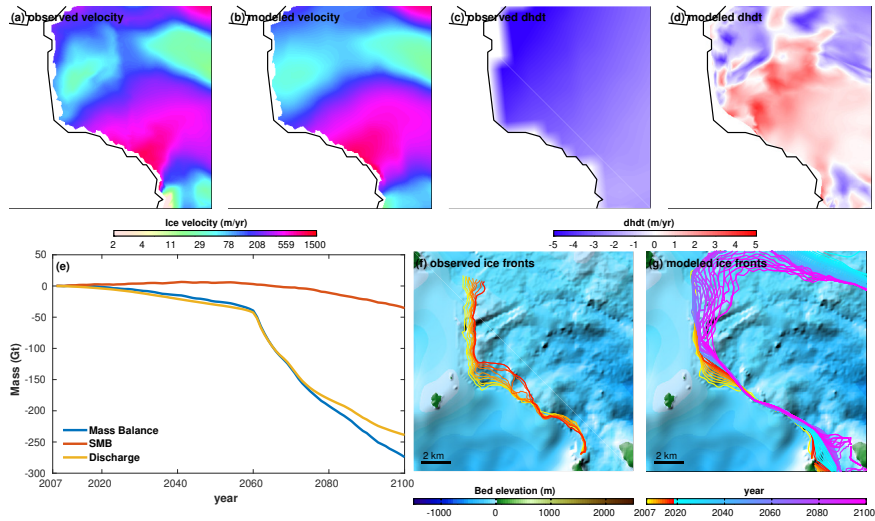 (a) observed velocity
(b) modeled velocity
(c) observed dhdt
(d) modeled dhdt
Ice velocity (m/yr)
2 4 11 29 78 208 559 1500
dhdt (m/yr)
-5 -4 -3 -2 -1 0 1 2 3 4 5
(e)
50
0
-50
-100
-150
-200
-250
-300
Mass (Gt)
Mass Balance
SMB
Discharge
2007 2020 2040 2060 2080 2100
year
(f) observed ice fronts
2 km
(g) modeled ice fronts
2 km
Bed elevation (m)
-1000 0 1000 2000
year
2007 2020 2040 2060 2080 2100